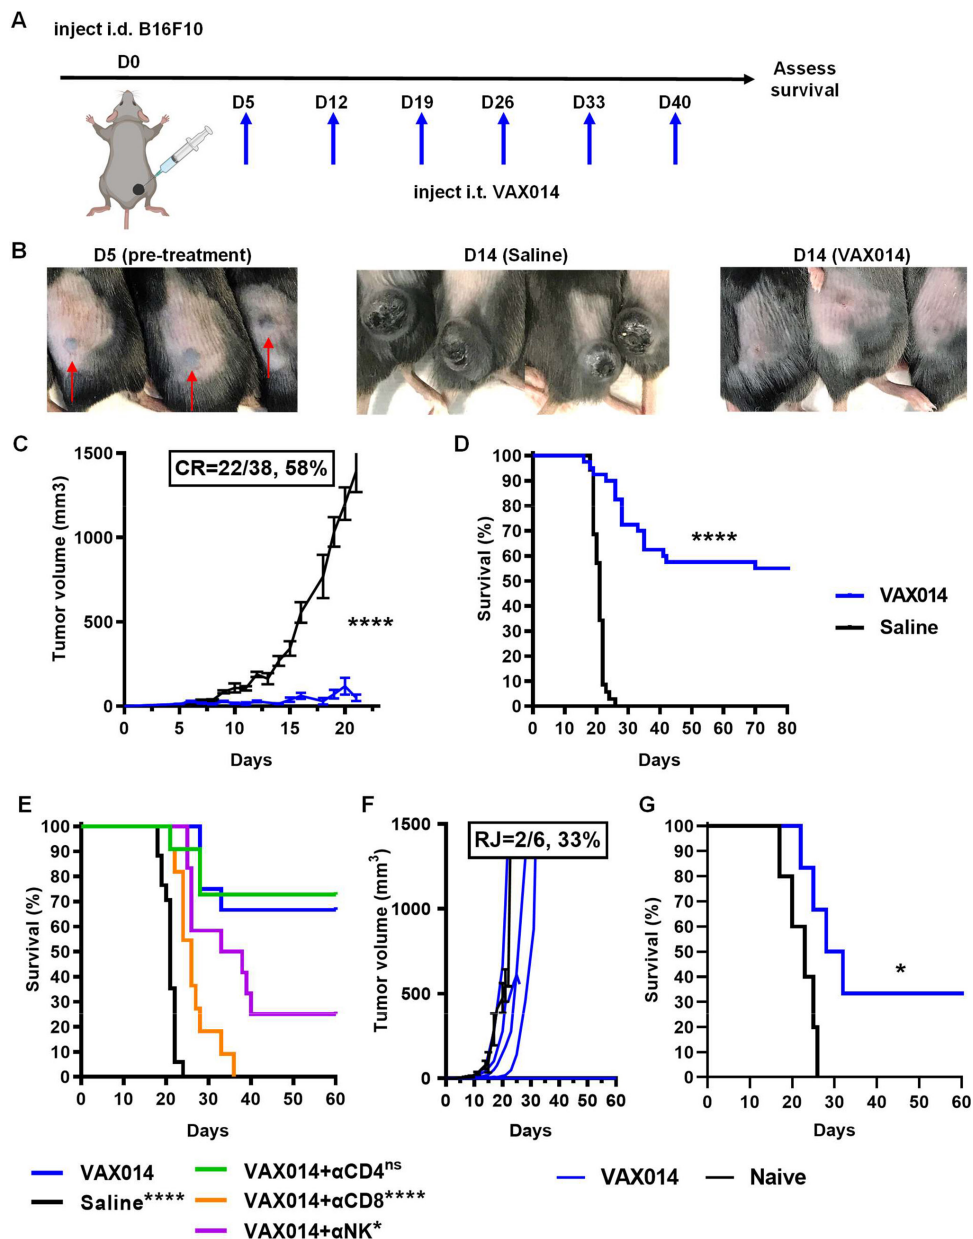 A
inject i.d. B16F10
D0
D5 D12 D19 D26 D33 D40
Assess
survival
inject i.t. VAX014
B
D5 (pre-treatment) D14 (Saline) D14 (VAX014)
C
CR=22/38, 58%
Tumor volume (mm3)
1500
1000
500
0
****
0 5 10 15 20
Days
D
Survival (%)
100
90
80
70
60
50
40
30
20
10
0
****
0 10 20 30 40 50 60 70 80
Days
VAX014
Saline
E
Survival (%)
100
90
80
70
60
50
40
30
20
10
0
0 10 20 30 40 50 60
Days
VAX014
Saline****
VAX014+αCD4ns
VAX014+αCD8****
VAX014+αNK*
F
RJ=2/6, 33%
Tumor volume (mm³)
1500
1000
500
0
0 10 20 30 40 50 60
Days
G
Survival (%)
100
90
80
70
60
50
40
30
20
10
0
*
0 10 20 30 40 50 60
Days
VAX014 Naive